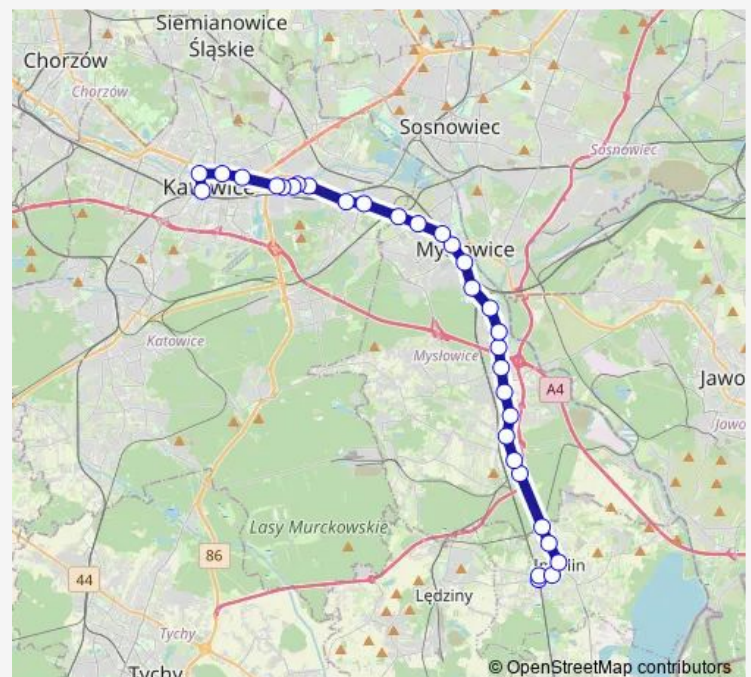 Siemianowice
Śląskie
Chorzów
Chorzów
Sosnowiec
Sosnowiec
Katowice
Mysłowice
Katowice
Mysłowice
A4
Jawo
Jawo
Lasy Murckowskie
86
44
Lędziny
Tychy
Tychy
© OpenStreetMap contributors